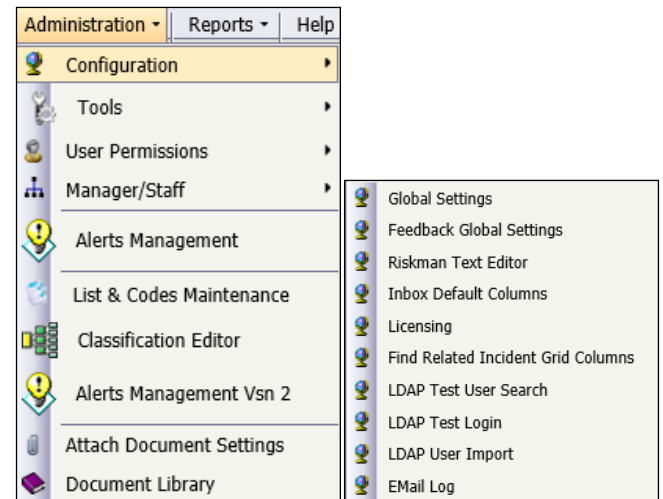 Administration Reports Help
Configuration
Tools
User Permissions
Manager/Staff
Alerts Management
List & Codes Maintenance
Classification Editor
Alerts Management Vsn 2
Attach Document Settings
Document Library
Global Settings
Feedback Global Settings
Riskman Text Editor
Inbox Default Columns
Licensing
Find Related Incident Grid Columns
LDAP Test User Search
LDAP Test Login
LDAP User Import
EMail Log